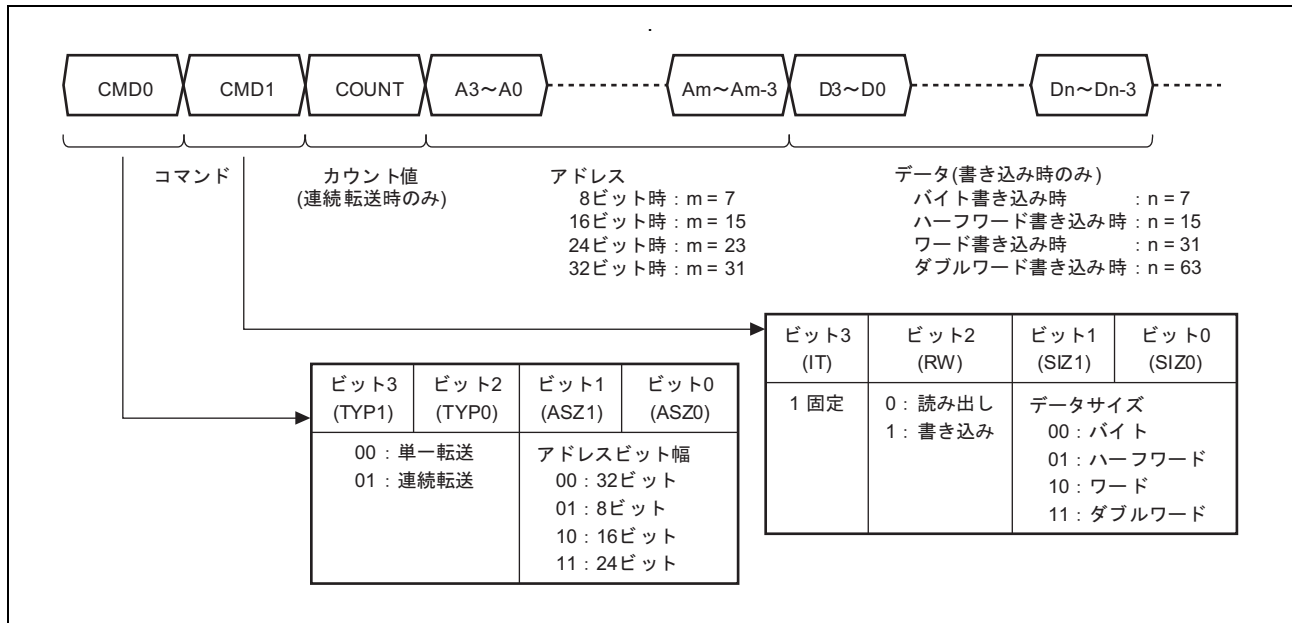 CMD0 CMD1 COUNT A3～A0 Am～Am-3 D3～D0 Dn～Dn-3
コマンド
カウント値
(連続転送時のみ)
アドレス
8ビット時：m = 7
16ビット時：m = 15
24ビット時：m = 23
32ビット時：m = 31
データ(書き込み時のみ)
バイト書き込み時 ：n = 7
ハーフワード書き込み時：n = 15
ワード書き込み時 ：n = 31
ダブルワード書き込み時：n = 63
ビット3 ビット2 ビット1 ビット0
(IT) (RW) (SIZ1) (SIZ0)
1 固定 0：読み出し データサイズ
1：書き込み 00：バイト
01：ハーフワード
10：ワード
11：ダブルワード
ビット3 ビット2 ビット1 ビット0
(TYP1) (TYP0) (ASZ1) (ASZ0)
00：単一転送 アドレスビット幅
01：連続転送 00：32ビット
01：8ビット
10：16ビット
11：24ビット